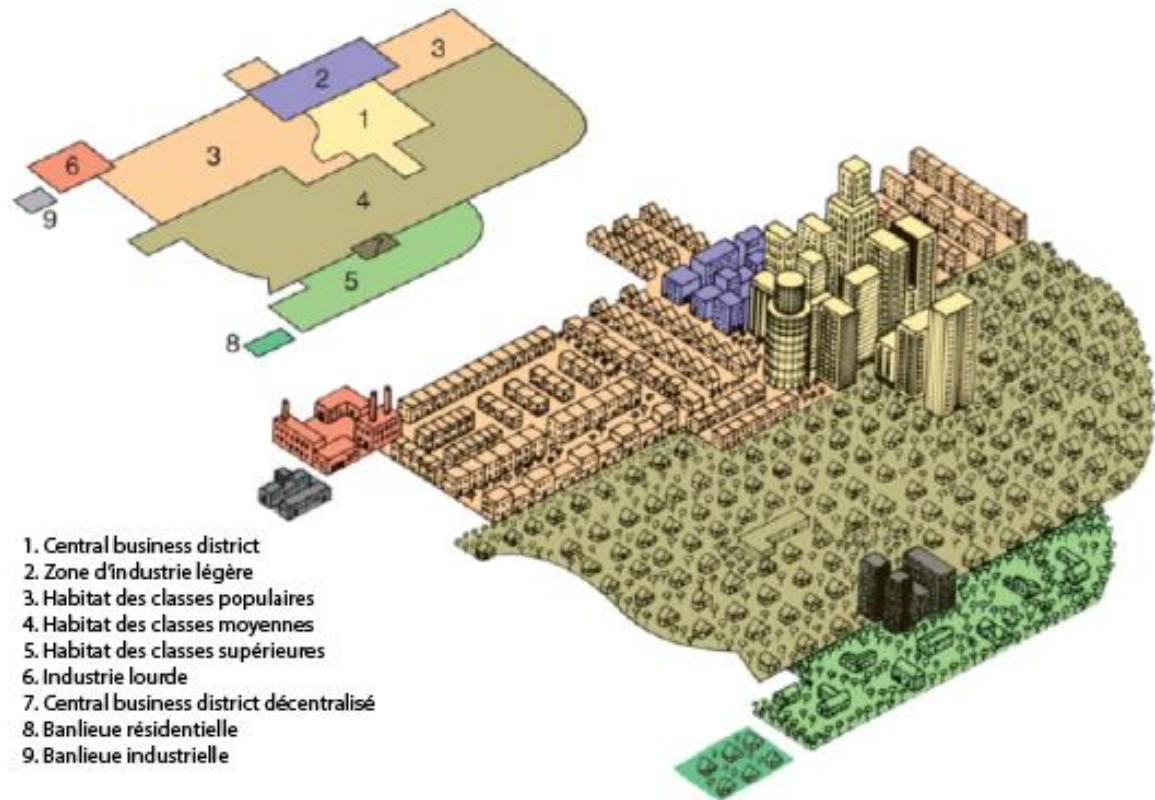 3
2
1
3
6
9
4
7
5
8
1. Central business district
2. Zone d'industrie légère
3. Habitat des classes populaires
4. Habitat des classes moyennes
5. Habitat des classes supérieures
6. Industrie lourde
7. Central business district décentralisé
8. Banlieue résidentielle
9. Banlieue industrielle